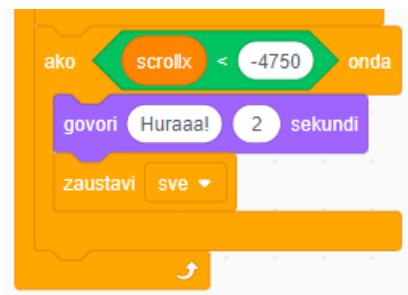 ako scrollx < -4750 onda
govori Huraaa! 2 sekundi
zaustavi sve